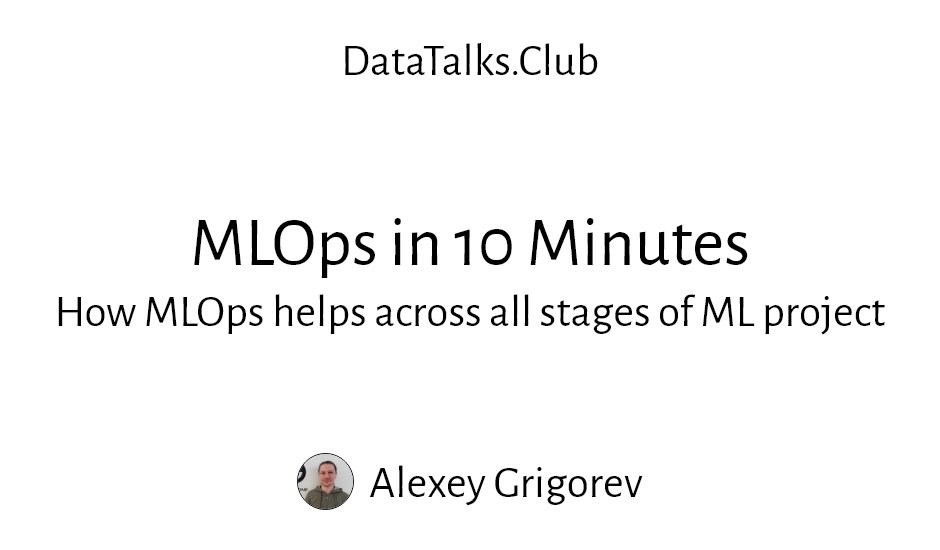 DataTalks.Club
MLOps in 10 Minutes
How MLOps helps across all stages of ML project
Alexey Grigorev